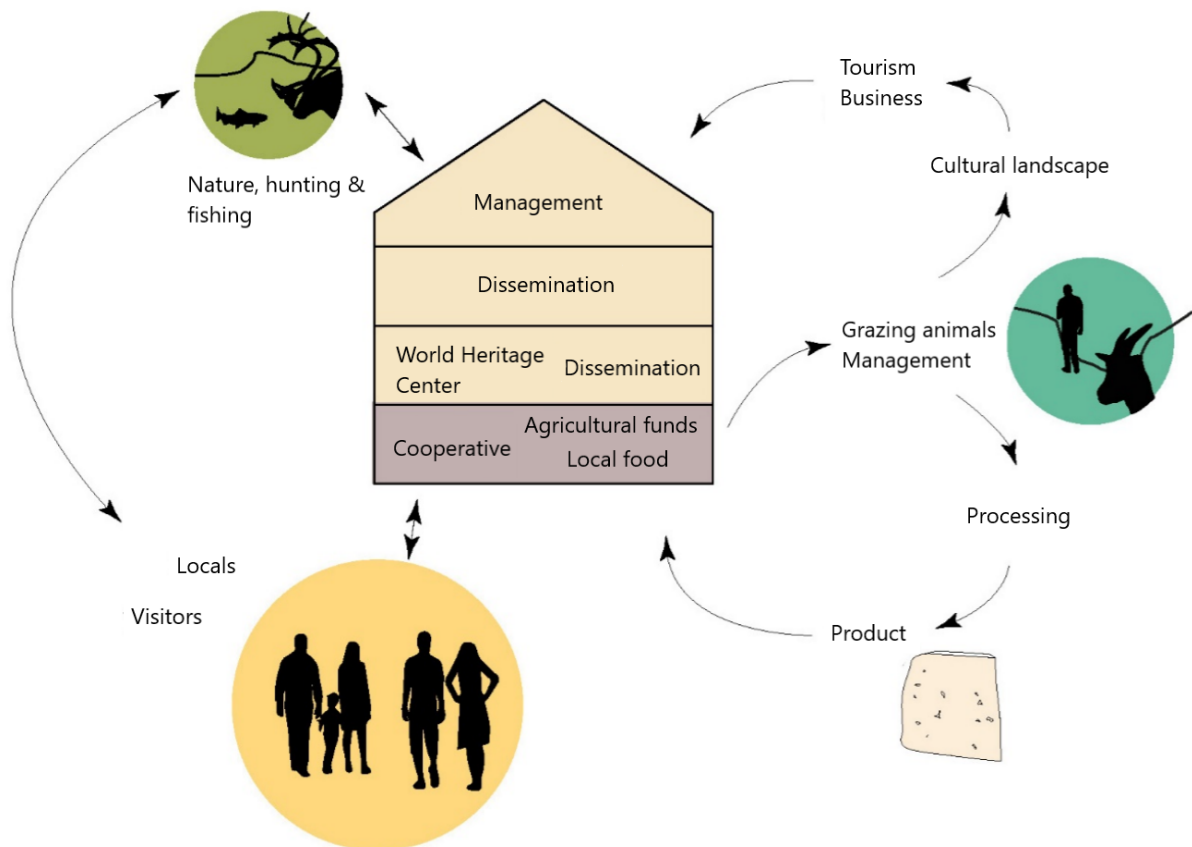 Tourism
Business
Cultural landscape
Nature, hunting &
fishing
Management
Dissemination
World Heritage
Center
Dissemination
Cooperative
Agricultural funds
Local food
Grazing animals
Management
Processing
Product
Locals
Visitors